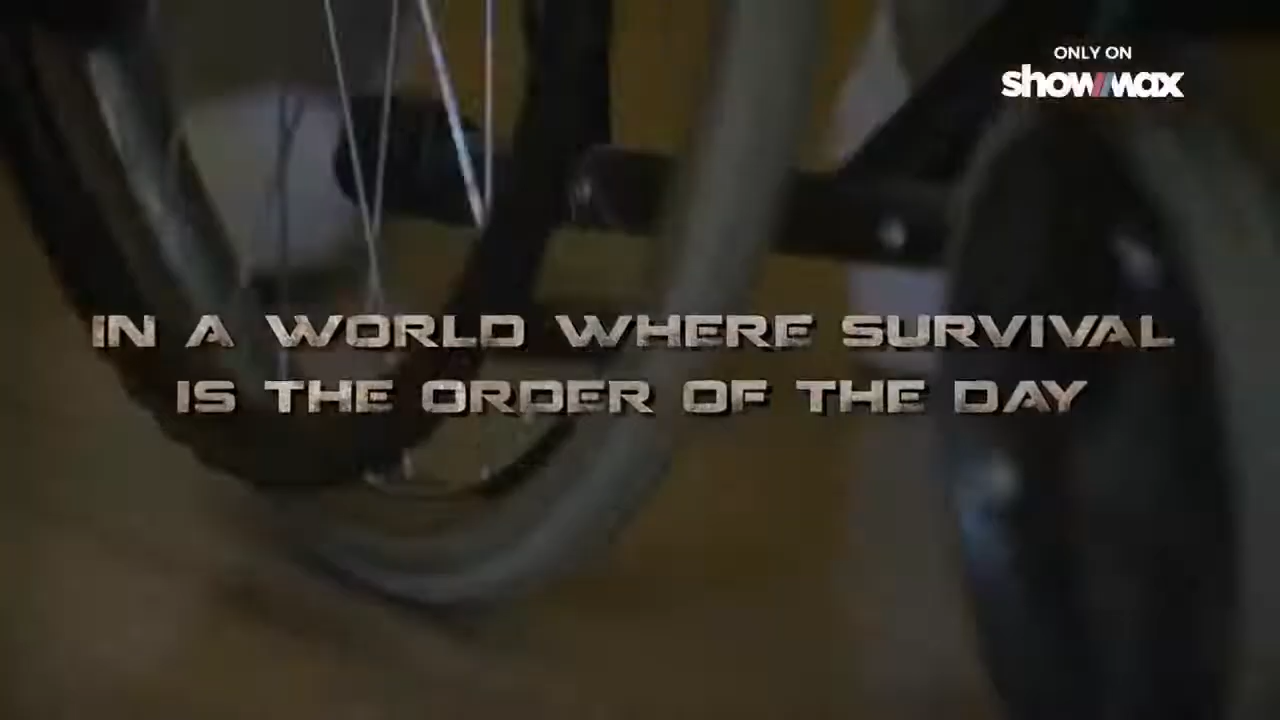 ONLY ON
showmax
IN A WORLD WHERE SURVIVAL
IS THE ORDER OF THE DAY